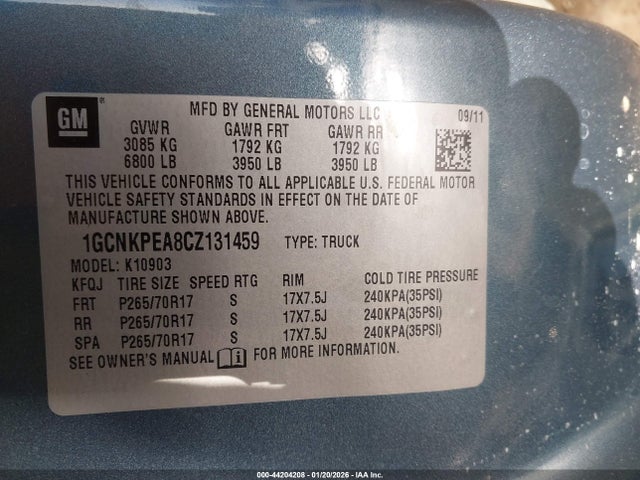 GM
MFD BY GENERAL MOTORS LLC 09/11
GVWR GAWR FRT GAWR RR
3085 KG 1792 KG 1792 KG
6800 LB 3950 LB 3950 LB
THIS VEHICLE CONFORMS TO ALL APPLICABLE U.S. FEDERAL MOTOR
VEHICLE SAFETY STANDARDS IN EFFECT ON THE DATE OF
MANUFACTURE SHOWN ABOVE.
1GCNKPEA8CZ131459 TYPE: TRUCK
MODEL: K10903
KFQJ TIRE SIZE SPEED RTG RIM COLD TIRE PRESSURE
FRT P265/70R17 S 17X7.5J 240KPA(35PSI)
RR P265/70R17 S 17X7.5J 240KPA(35PSI)
SPA P265/70R17 S 17X7.5J 240KPA(35PSI)
SEE OWNER'S MANUAL FOR MORE INFORMATION.
000-44204208 - 01/20/2026 - IAA Inc.